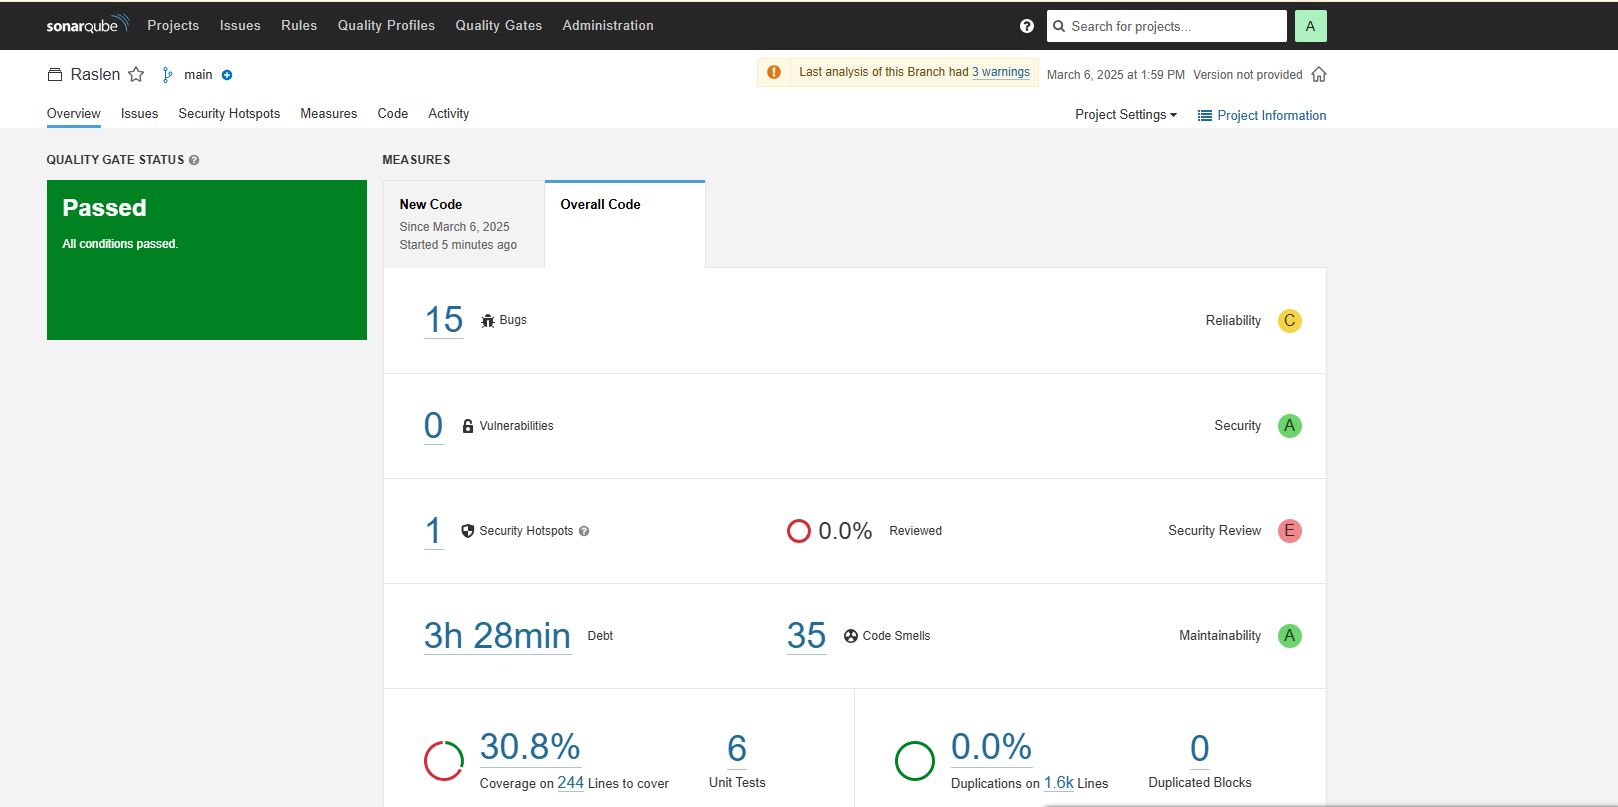 sonarqube Projects Issues Rules Quality Profiles Quality Gates Administration Search for projects... A
Raslen main Last analysis of this Branch had 3 warnings March 6, 2025 at 1:59 PM Version not provided
Overview Issues Security Hotspots Measures Code Activity Project Settings Project Information
QUALITY GATE STATUS
Passed
All conditions passed.
MEASURES
New Code
Since March 6, 2025
Started 5 minutes ago
Overall Code
15 Bugs Reliability C
0 Vulnerabilities Security A
1 Security Hotspots 0.0% Reviewed Security Review E
3h 28min Debt 35 Code Smells Maintainability A
30.8%
Coverage on 244 Lines to cover
6
Unit Tests
0.0%
Duplications on 1.6k Lines
0
Duplicated Blocks